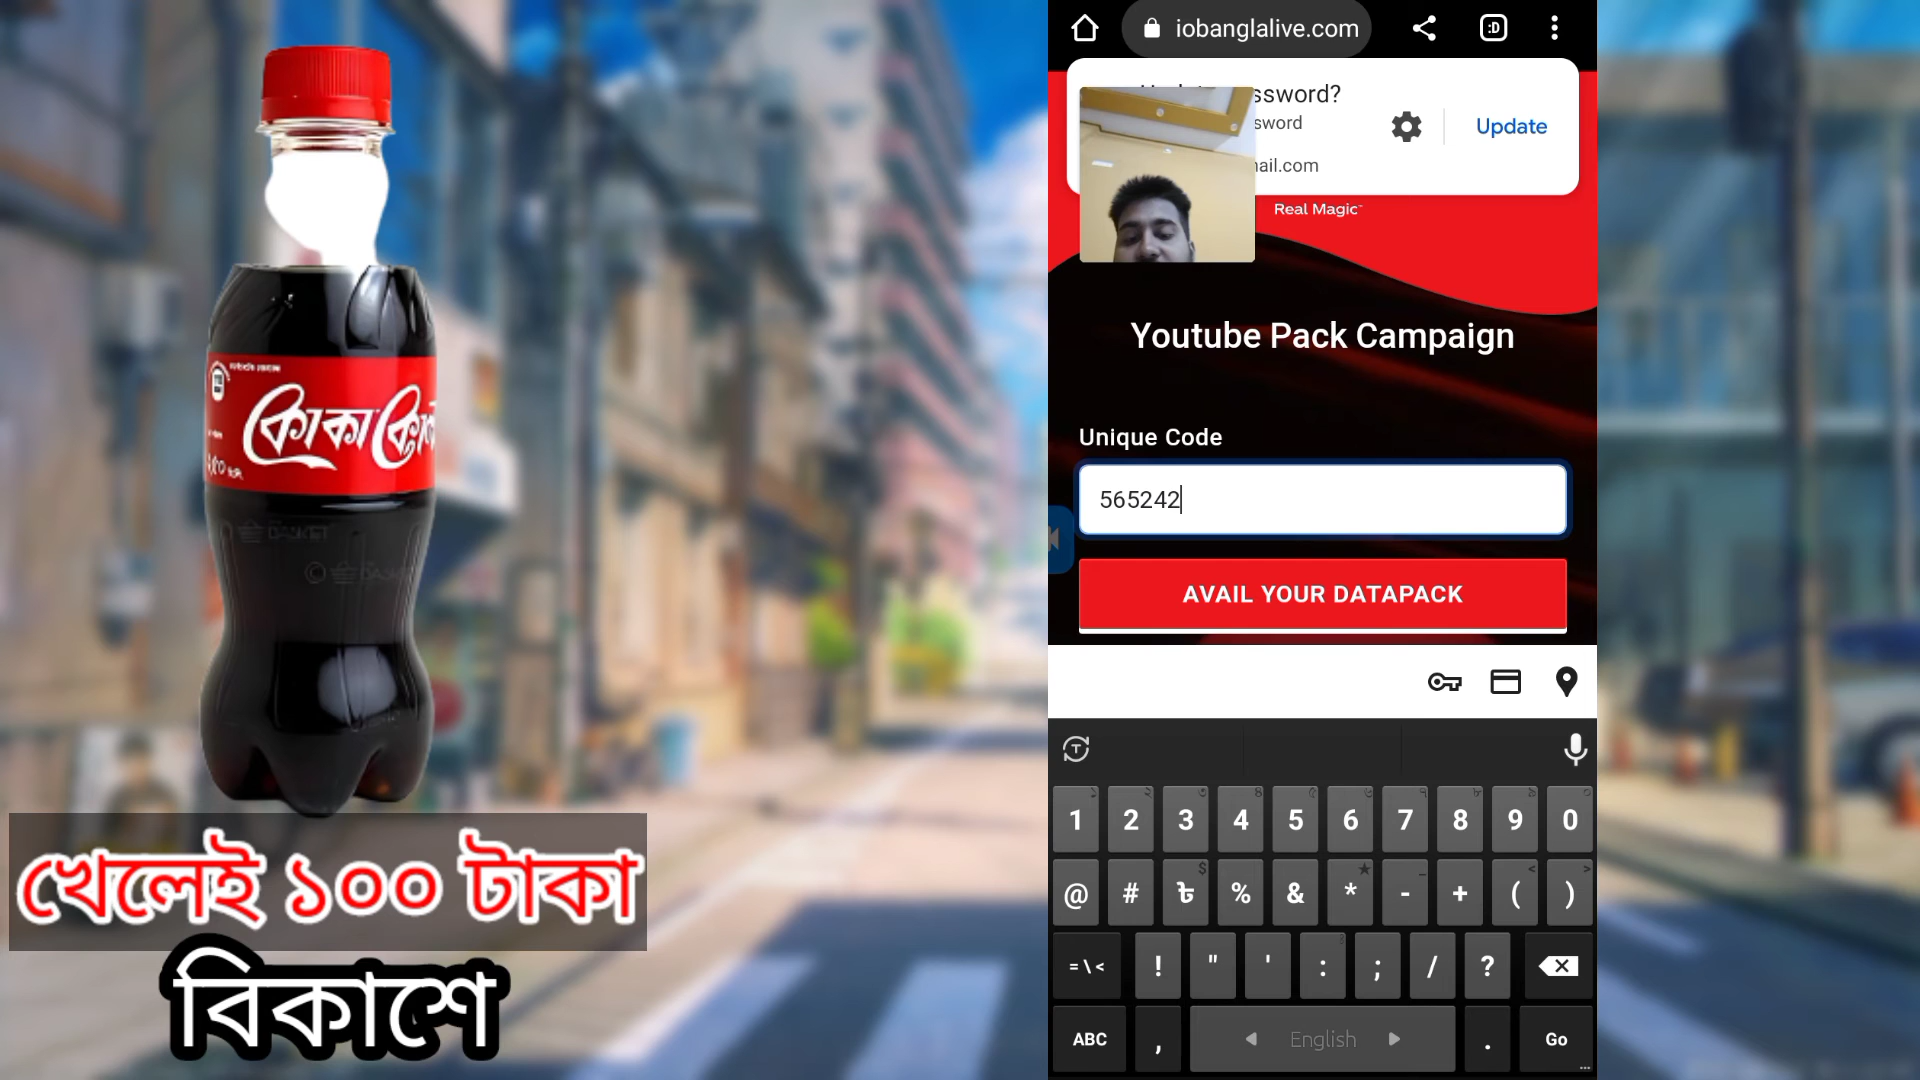 কোকা কোলা
খেলেই ১০০ টাকা
বিকাশে
iobanglalive.com
:D
ssword?
sword
ail.com
Update
Real Magic™
Youtube Pack Campaign
Unique Code
565242
AVAIL YOUR DATAPACK
1 2 3 4 5 6 7 8 9 0
@ # ৳ % & * - + ( )
= \ < ! " ' : ; / ?
ABC , English . Go